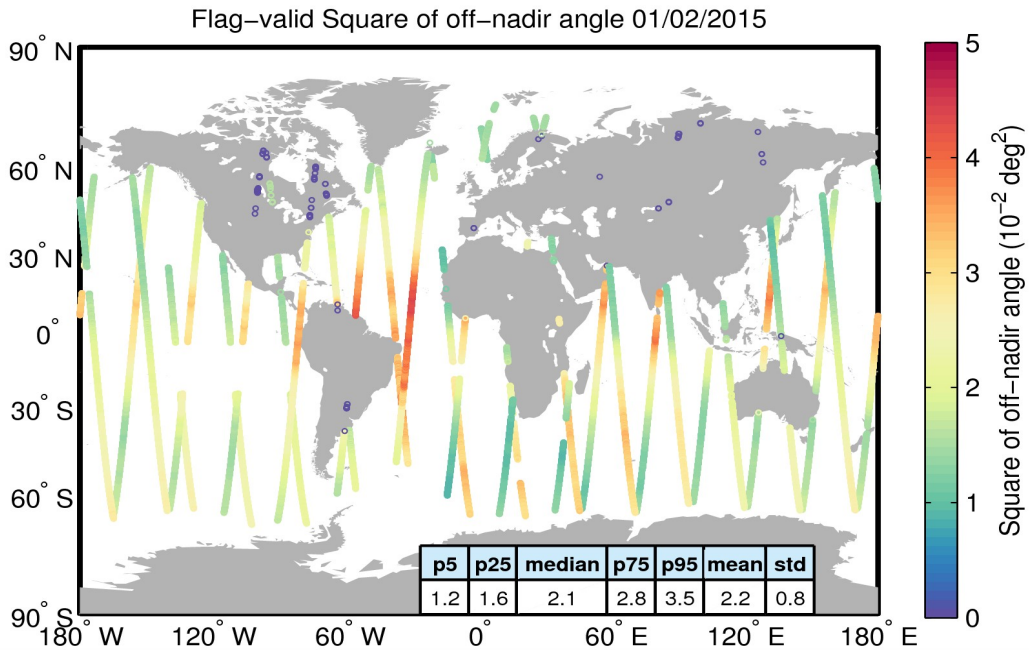 Flag−valid Square of off−nadir angle 01/02/2015
90° N
60° N
30° N
0°
30° S
60° S
90° S
180° W
120° W
60° W
0°
60° E
120° E
180° E
p5 p25 median p75 p95 mean std
1.2 1.6 2.1 2.8 3.5 2.2 0.8
5
4
3
2
1
0
Square of off−nadir angle (10⁻² deg²)